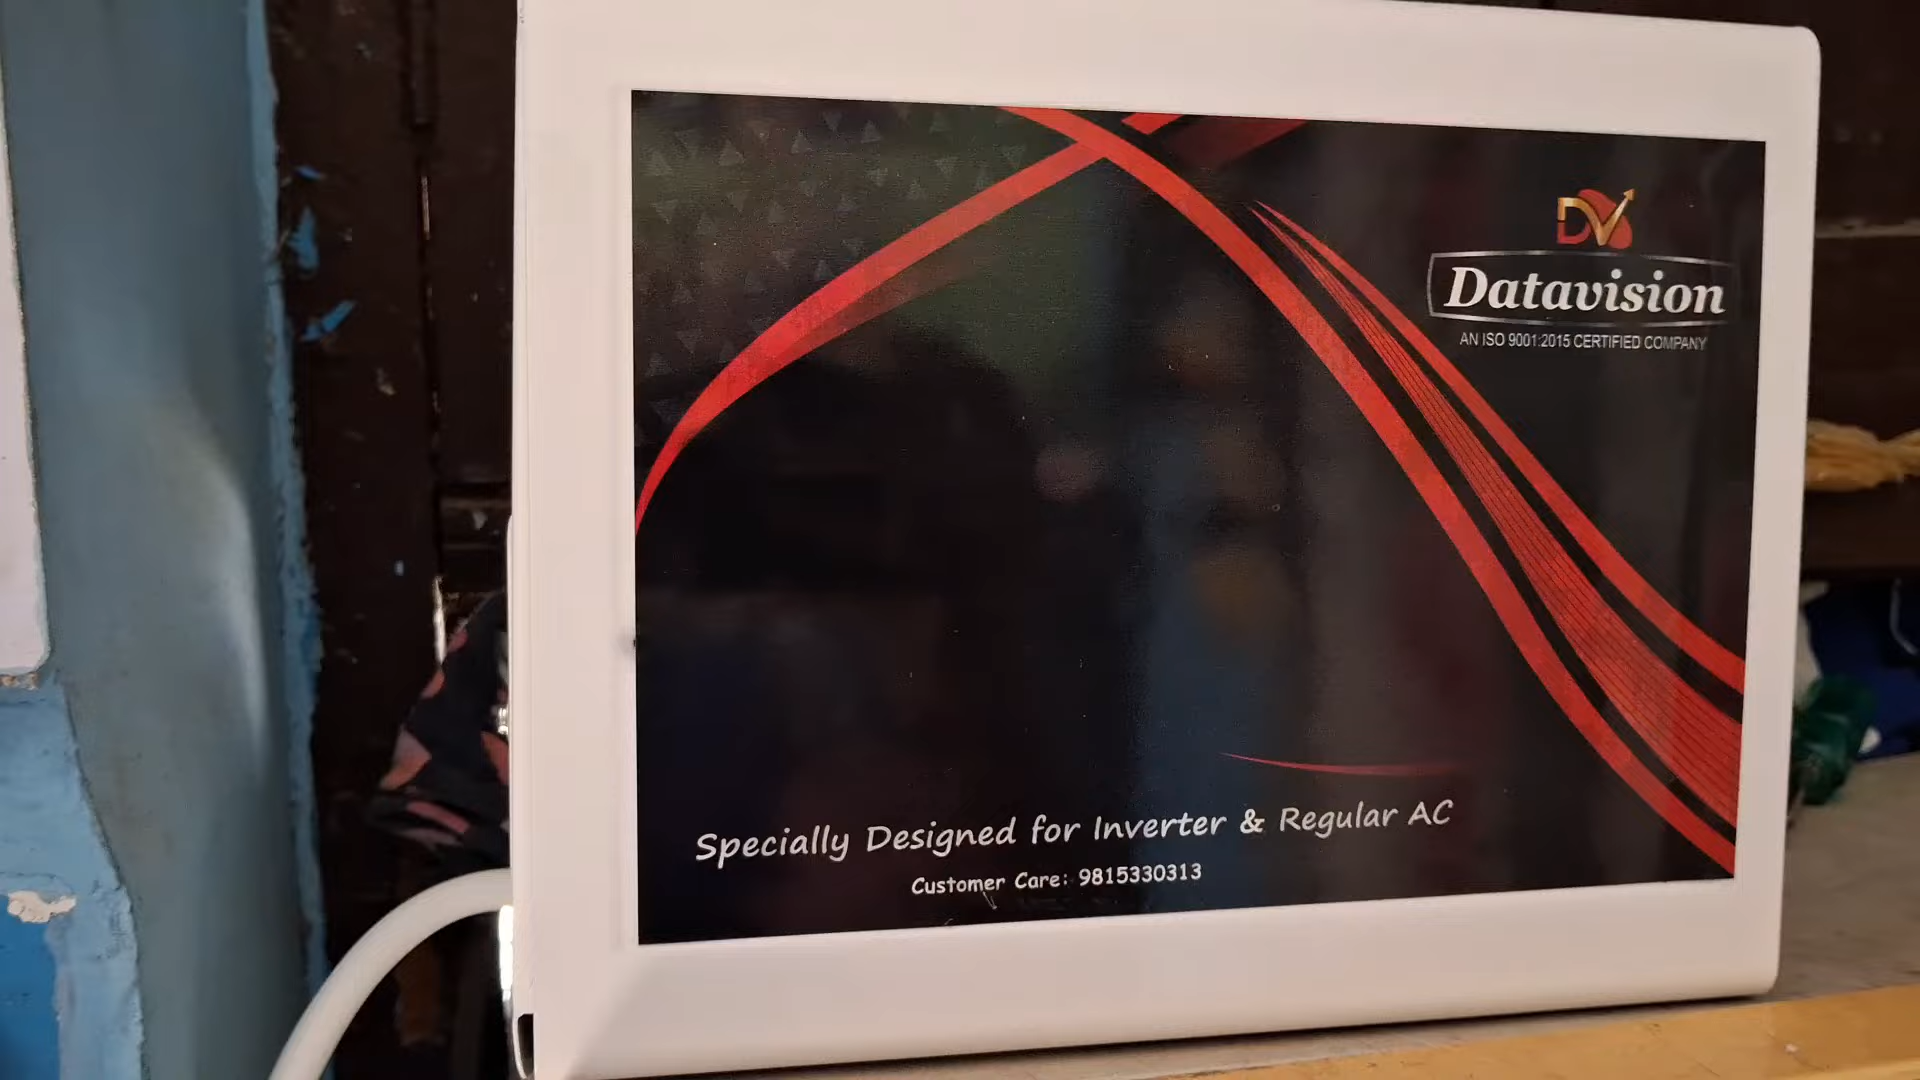 DV
Datavision
AN ISO 9001:2015 CERTIFIED COMPANY
Specially Designed for Inverter & Regular AC
Customer Care: 9815330313